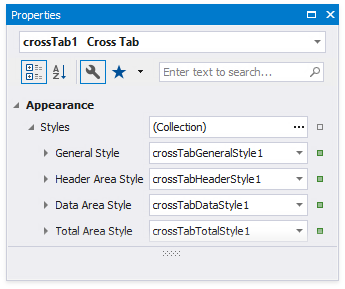 Properties
crossTab1 Cross Tab
A Z Enter text to search...
Appearance
Styles (Collection) ...
General Style crossTabGeneralStyle1
Header Area Style crossTabHeaderStyle1
Data Area Style crossTabDataStyle1
Total Area Style crossTabTotalStyle1